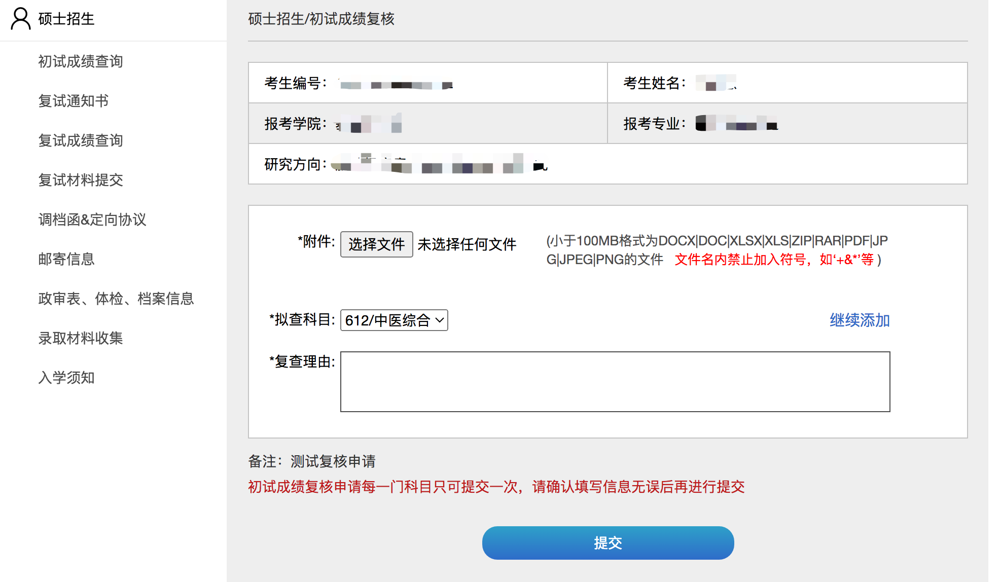 硕士招生
初试成绩查询
复试通知书
复试成绩查询
复试材料提交
调档函&定向协议
邮寄信息
政审表、体检、档案信息
录取材料收集
入学须知
硕士招生/初试成绩复核
考生编号：
考生姓名：
报考学院：
报考专业：
研究方向：
*附件: 选择文件 未选择任何文件
(小于100MB格式为DOCX|DOC|XLSX|XLS|ZIP|RAR|PDF|JP
G|JPEG|PNG的文件 文件名内禁止加入符号，如‘+&*’等 )
*拟查科目: 612/中医综合 继续添加
*复查理由:
备注：测试复核申请
初试成绩复核申请每一门科目只可提交一次，请确认填写信息无误后再进行提交
提交